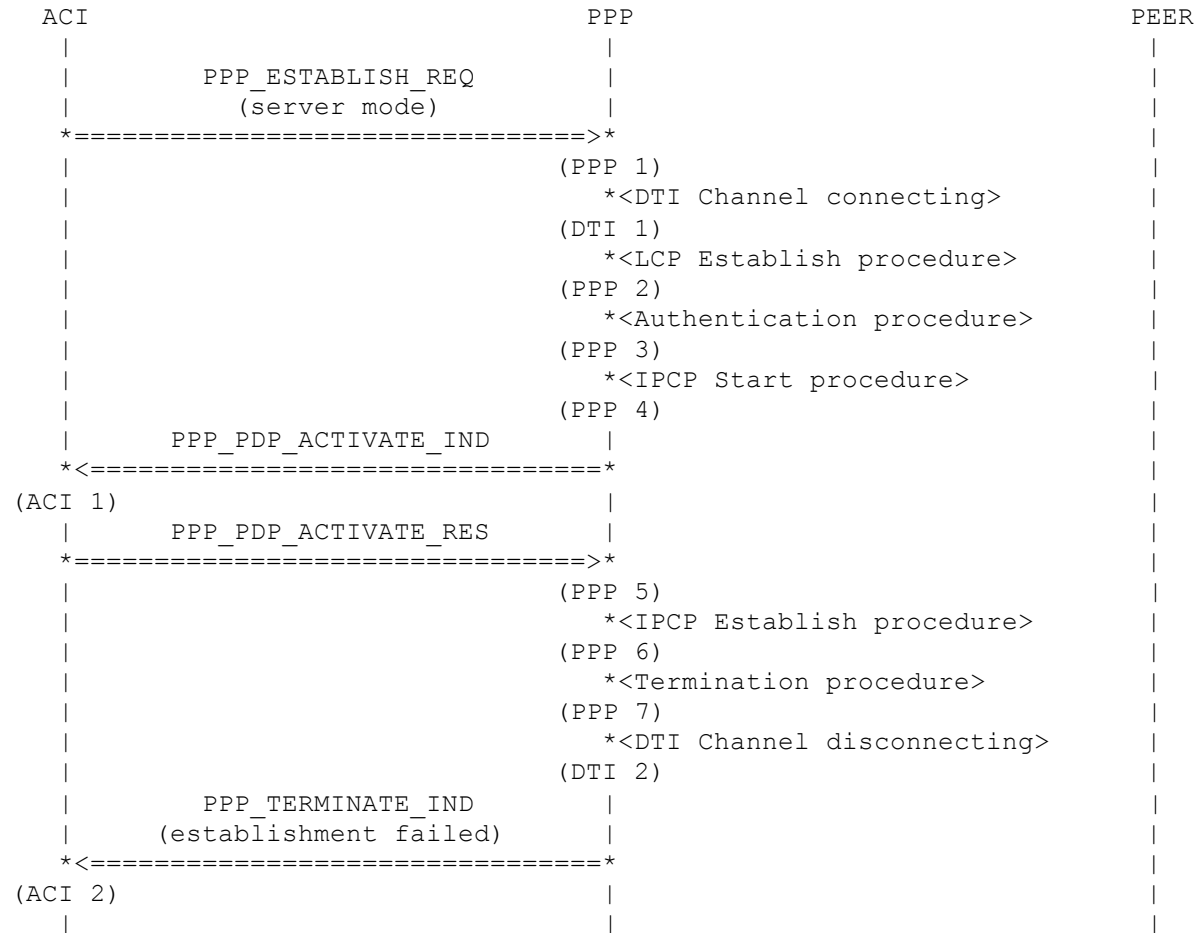 ACI PPP PEER
PPP_ESTABLISH_REQ
(server mode)
*================================>*
(PPP 1)
*<DTI Channel connecting>
(DTI 1)
*<LCP Establish procedure>
(PPP 2)
*<Authentication procedure>
(PPP 3)
*<IPCP Start procedure>
(PPP 4)
PPP_PDP_ACTIVATE_IND
*<================================*
(ACI 1)
PPP_PDP_ACTIVATE_RES
*================================>*
(PPP 5)
*<IPCP Establish procedure>
(PPP 6)
*<Termination procedure>
(PPP 7)
*<DTI Channel disconnecting>
(DTI 2)
PPP_TERMINATE_IND
(establishment failed)
*<================================*
(ACI 2)